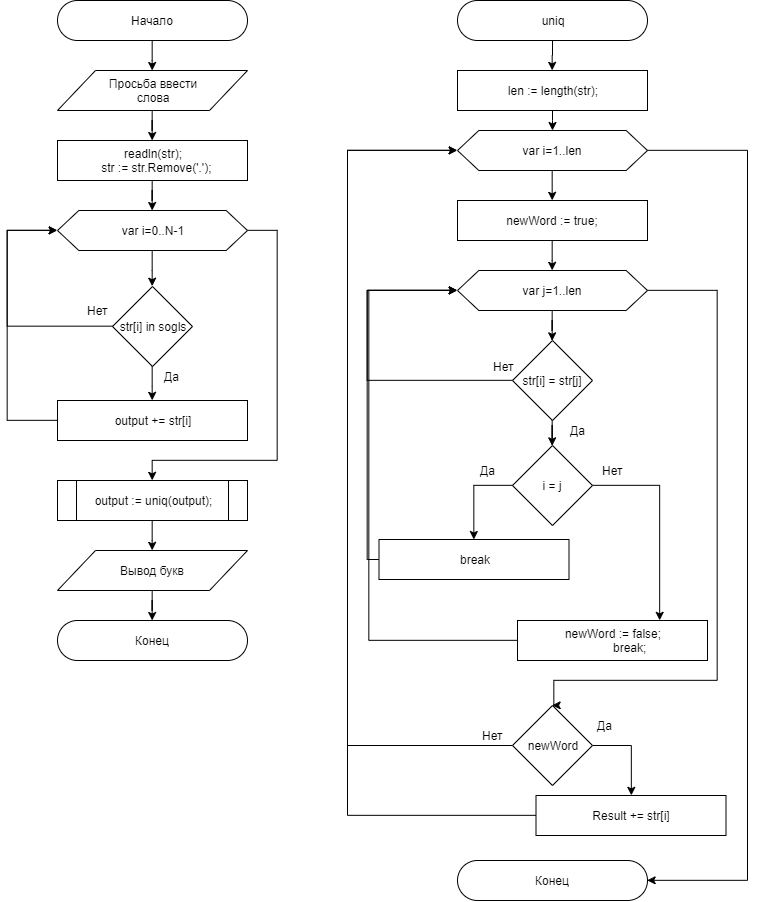 Начало
Просьба ввести
слова
readln(str);
str := str.Remove('.');
var i=0..N-1
Нет
str[i] in sogls
Да
output += str[i]
output := uniq(output);
Вывод букв
Конец
uniq
len := length(str);
var i=1..len
newWord := true;
var j=1..len
Нет
str[i] = str[j]
Да
Да
i = j
Нет
break
newWord := false;
break;
Нет
newWord
Да
Result += str[i]
Конец